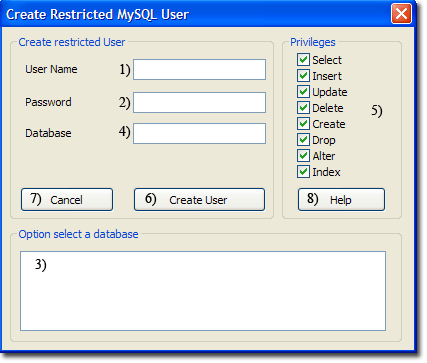 Create Restricted MySQL User
Create restricted User
User Name 1)
Password 2)
Database 4)
7) Cancel
6) Create User
Privileges
Select
Insert
Update
Delete
Create
Drop
Alter
Index
5)
8) Help
Option select a database
3)